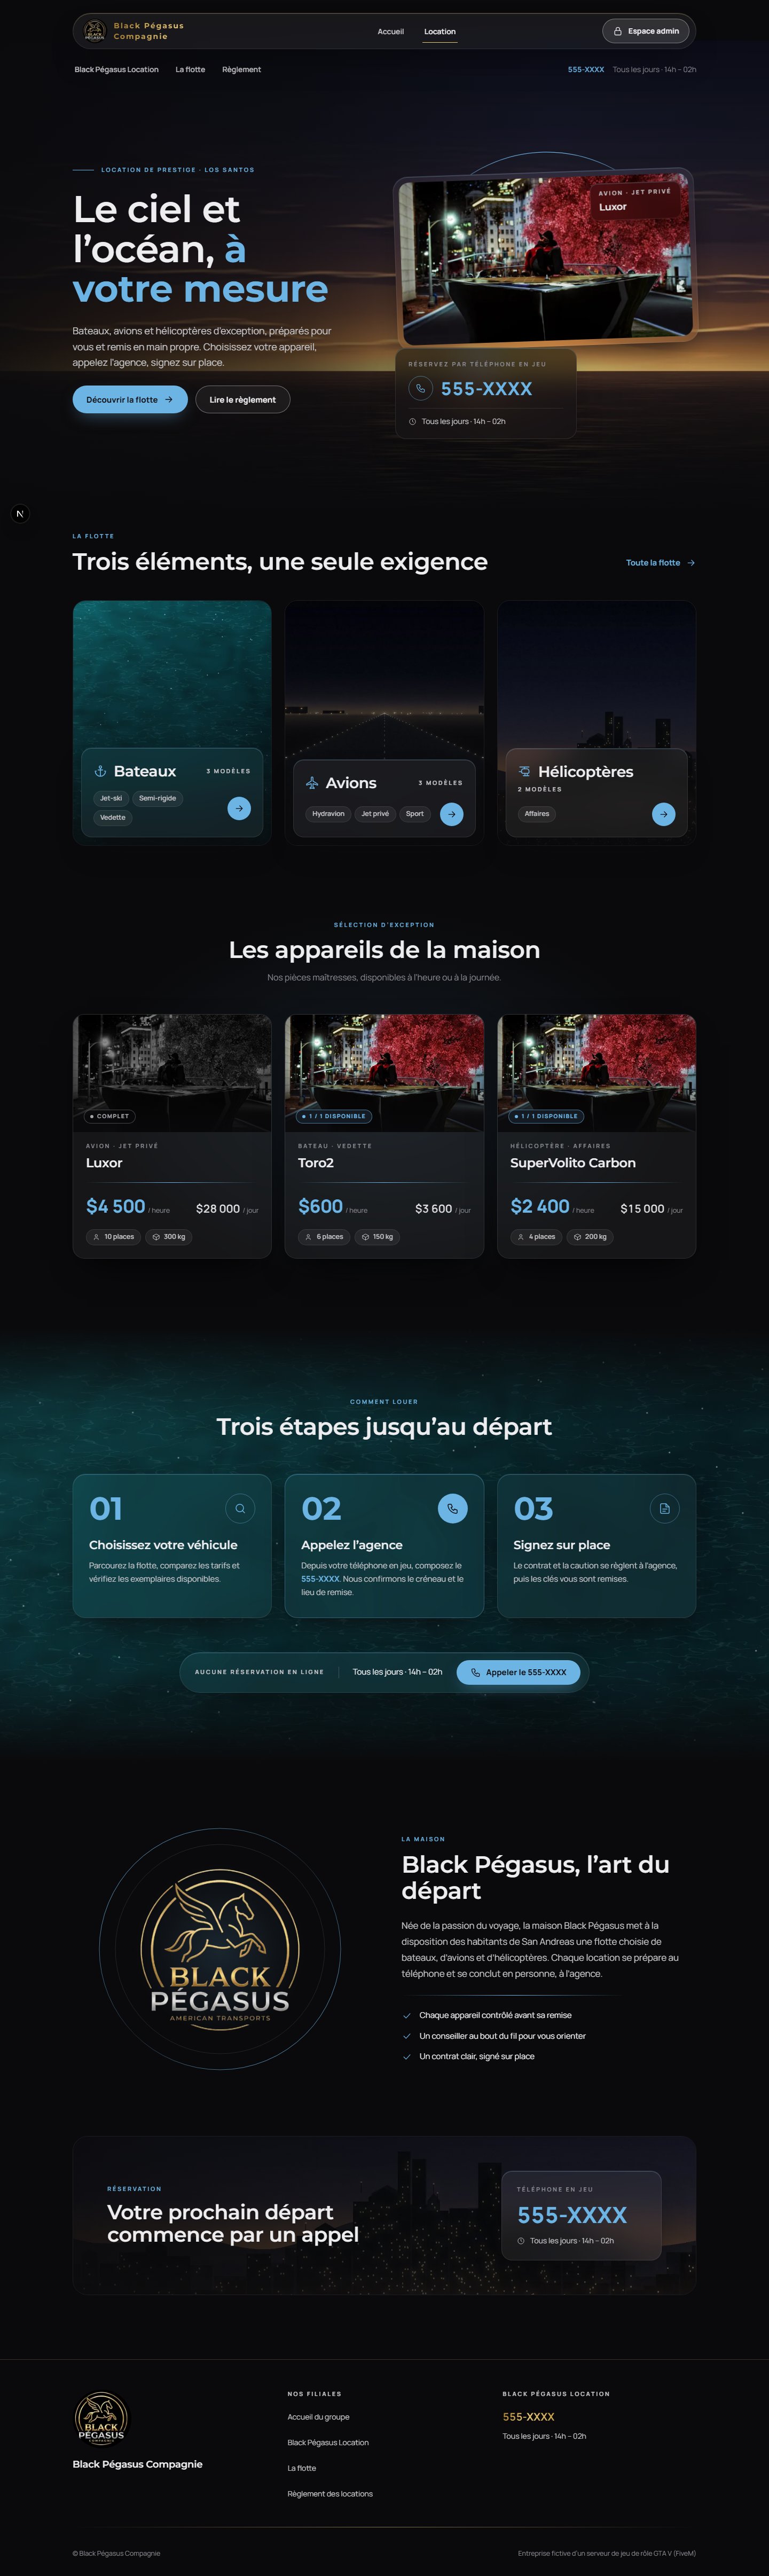 Black Pégasus
Compagnie
Accueil
Location
Espace admin
Black Pégasus Location
La flotte
Règlement
555-XXXX
Tous les jours · 14h – 02h
LOCATION DE PRESTIGE · LOS SANTOS
Le ciel et
l’océan, à
votre mesure
Bateaux, avions et hélicoptères d’exception, préparés pour
vous et remis en main propre. Choisissez votre appareil,
appelez l’agence, signez sur place.
Découvrir la flotte
Lire le règlement
AVION · JET PRIVÉ
Luxor
RÉSERVEZ PAR TÉLÉPHONE EN JEU
555-XXXX
Tous les jours · 14h – 02h
N
LA FLOTTE
Trois éléments, une seule exigence
Toute la flotte
Bateaux
3 MODÈLES
Jet-ski
Semi-rigide
Vedette
Avions
3 MODÈLES
Hydravion
Jet privé
Sport
Hélicoptères
2 MODÈLES
Affaires
SÉLECTION D’EXCEPTION
Les appareils de la maison
Nos pièces maîtresses, disponibles à l’heure ou à la journée.
COMPLET
AVION · JET PRIVÉ
Luxor
$4 500 / heure
$28 000 / jour
10 places
300 kg
1 / 1 DISPONIBLE
BATEAU · VEDETTE
Toro2
$600 / heure
$3 600 / jour
6 places
150 kg
1 / 1 DISPONIBLE
HÉLICOPTÈRE · AFFAIRES
SuperVolito Carbon
$2 400 / heure
$15 000 / jour
4 places
200 kg
COMMENT LOUER
Trois étapes jusqu’au départ
01
Choisissez votre véhicule
Parcourez la flotte, comparez les tarifs et
vérifiez les exemplaires disponibles.
02
Appelez l’agence
Depuis votre téléphone en jeu, composez le
555-XXXX. Nous confirmons le créneau et le
lieu de remise.
03
Signez sur place
Le contrat et la caution se règlent à l’agence,
puis les clés vous sont remises.
AUCUNE RÉSERVATION EN LIGNE
Tous les jours · 14h – 02h
Appeler le 555-XXXX
BLACK
PÉGASUS
AMERICAN TRANSPORTS
LA MAISON
Black Pégasus, l’art du
départ
Née de la passion du voyage, la maison Black Pégasus met à la
disposition des habitants de San Andreas une flotte choisie de
bateaux, d’avions et d’hélicoptères. Chaque location se prépare au
téléphone et se conclut en personne, à l’agence.
Chaque appareil contrôlé avant sa remise
Un conseiller au bout du fil pour vous orienter
Un contrat clair, signé sur place
RÉSERVATION
Votre prochain départ
commence par un appel
TÉLÉPHONE EN JEU
555-XXXX
Tous les jours · 14h – 02h
BLACK
PÉGASUS
COMPAGNIE
Black Pégasus Compagnie
NOS FILIALES
Accueil du groupe
Black Pégasus Location
La flotte
Règlement des locations
BLACK PÉGASUS LOCATION
555-XXXX
Tous les jours · 14h – 02h
© Black Pégasus Compagnie
Entreprise fictive d’un serveur de jeu de rôle GTA V (FiveM)